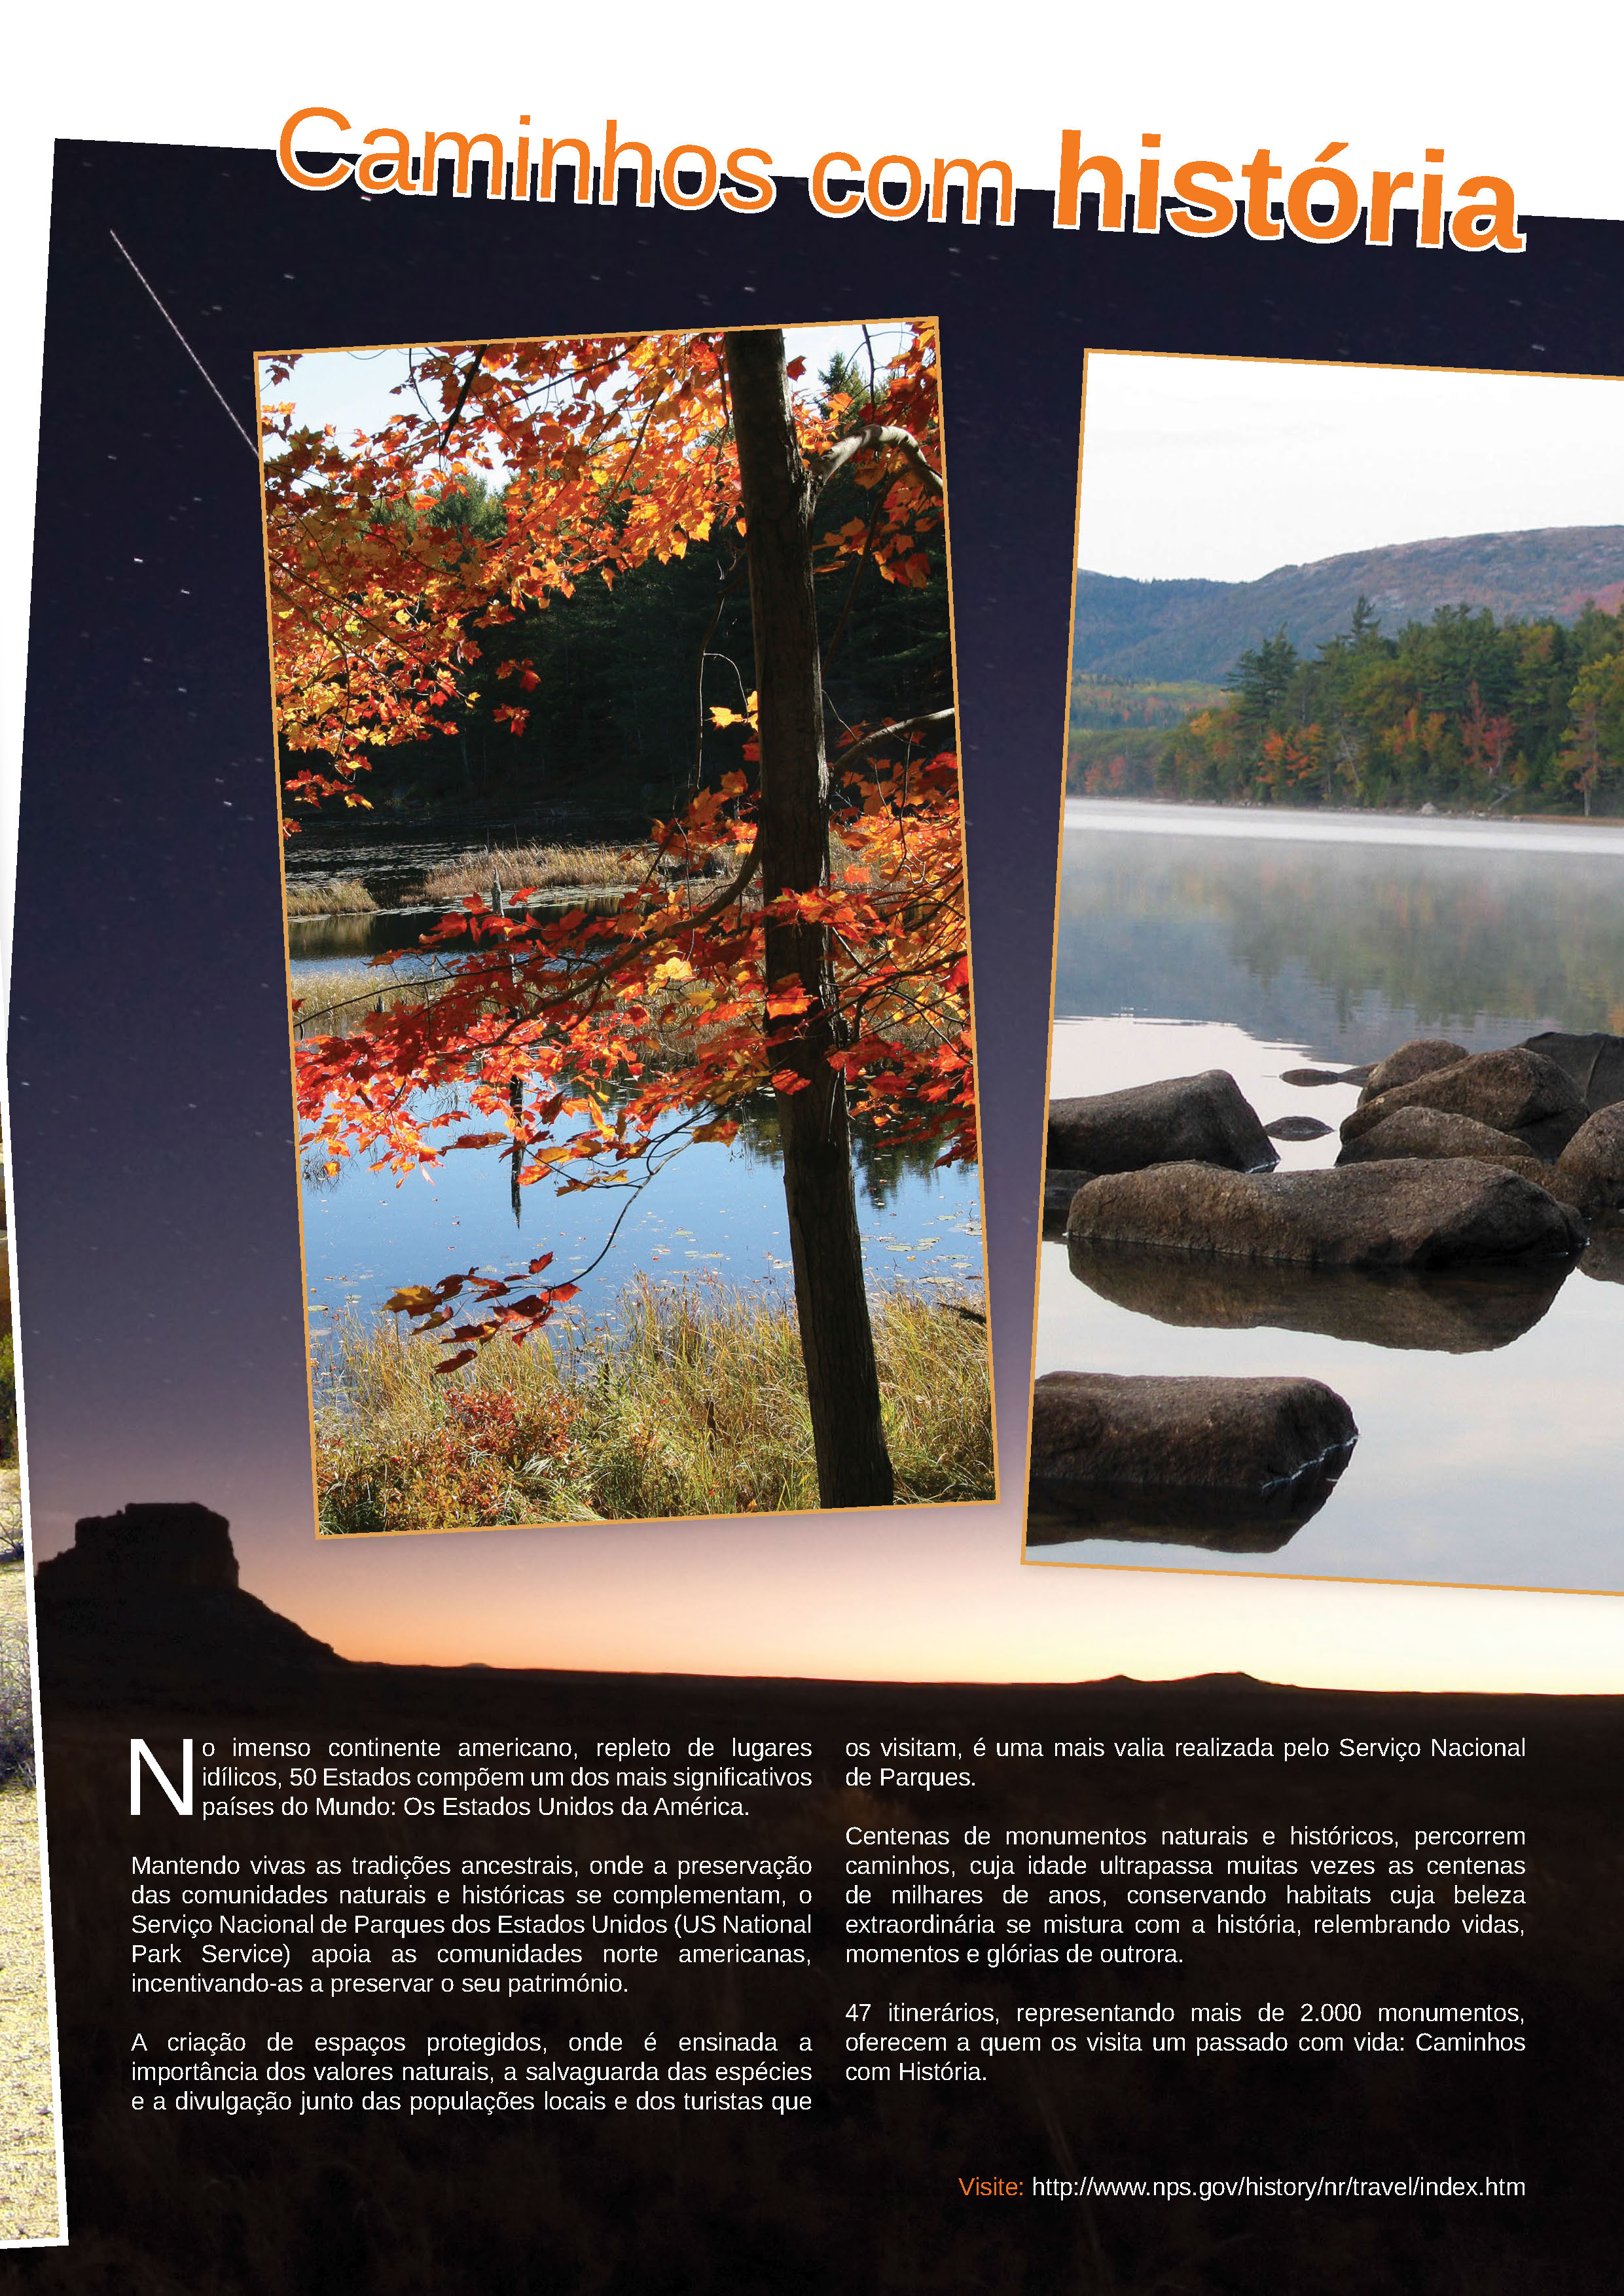 Caminhos com história
No imenso continente americano, repleto de lugares
idílicos, 50 Estados compõem um dos mais significativos
países do Mundo: Os Estados Unidos da América.
Mantendo vivas as tradições ancestrais, onde a preservação
das comunidades naturais e históricas se complementam, o
Serviço Nacional de Parques dos Estados Unidos (US National
Park Service) apoia as comunidades norte americanas,
incentivando-as a preservar o seu património.
A criação de espaços protegidos, onde é ensinada a
importância dos valores naturais, a salvaguarda das espécies
e a divulgação junto das populações locais e dos turistas que
os visitam, é uma mais valia realizada pelo Serviço Nacional
de Parques.
Centenas de monumentos naturais e históricos, percorrem
caminhos, cuja idade ultrapassa muitas vezes as centenas
de milhares de anos, conservando habitats cuja beleza
extraordinária se mistura com a história, relembrando vidas,
momentos e glórias de outrora.
47 itinerários, representando mais de 2.000 monumentos,
oferecem a quem os visita um passado com vida: Caminhos
com História.
Visite: http://www.nps.gov/history/nr/travel/index.htm